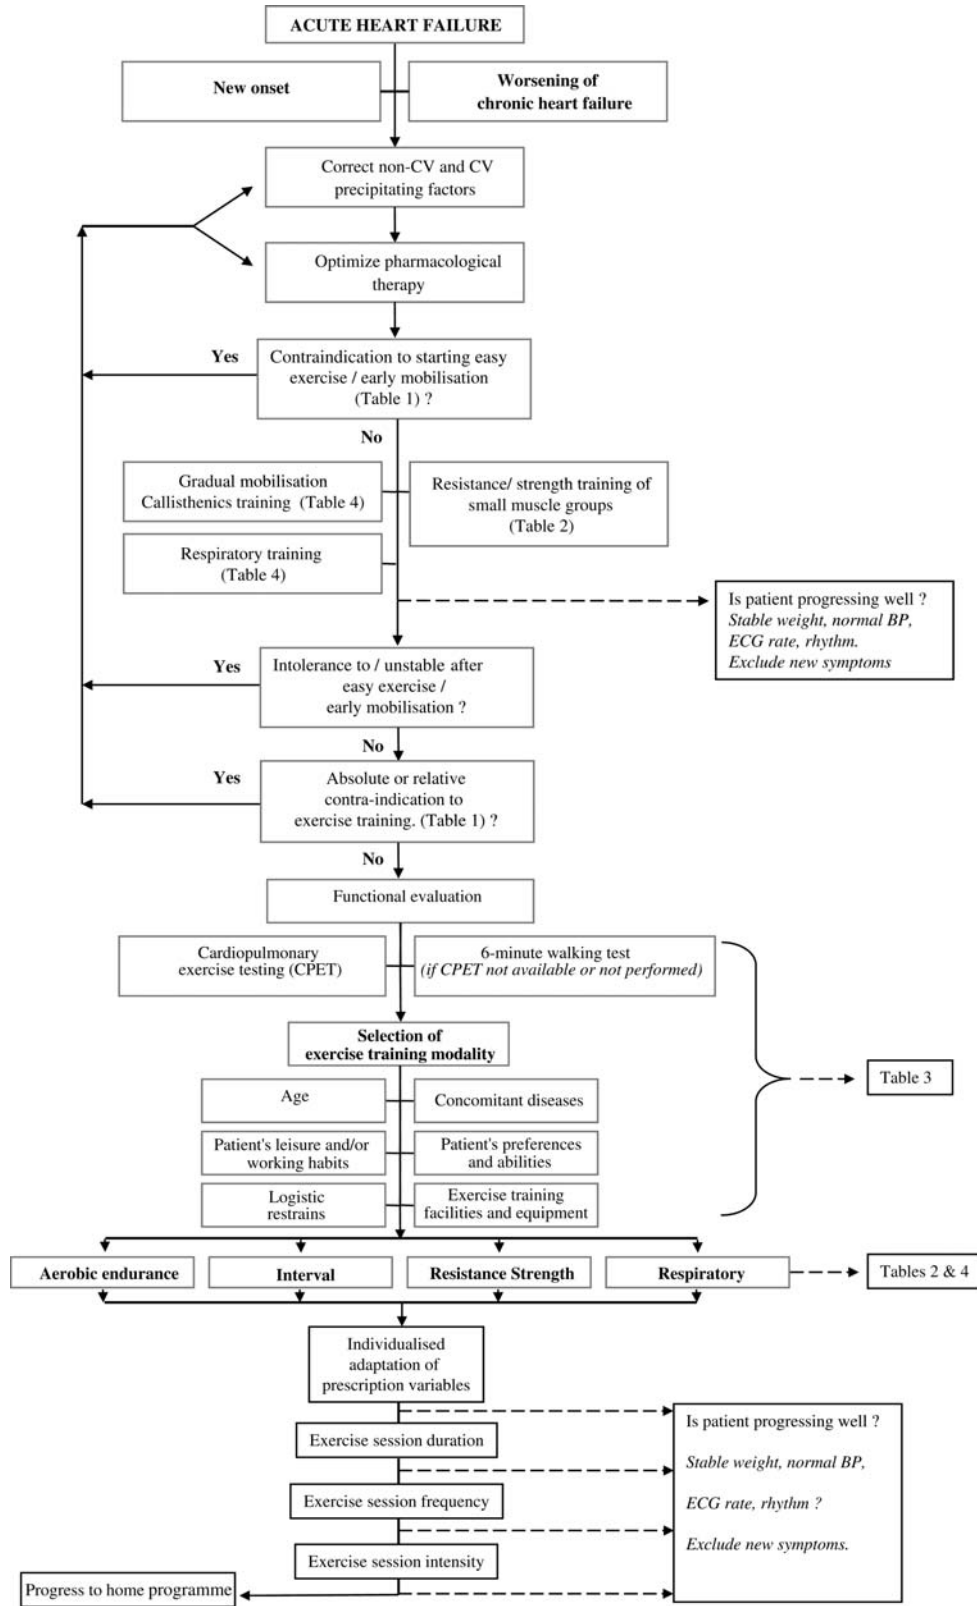 ACUTE HEART FAILURE
New onset
Worsening of
chronic heart failure
Correct non-CV and CV
precipitating factors
Optimize pharmacological
therapy
Yes
Contraindication to starting easy
exercise / early mobilisation
(Table 1) ?
No
Gradual mobilisation
Callisthenics training (Table 4)
Resistance/ strength training of
small muscle groups
(Table 2)
Respiratory training
(Table 4)
Is patient progressing well ?
Stable weight, normal BP,
ECG rate, rhythm.
Exclude new symptoms
Yes
Intolerance to / unstable after
easy exercise /
early mobilisation ?
No
Yes
Absolute or relative
contra-indication to
exercise training. (Table 1) ?
No
Functional evaluation
Cardiopulmonary
exercise testing (CPET)
6-minute walking test
(if CPET not available or not performed)
Selection of
exercise training modality
Table 3
Age
Concomitant diseases
Patient's leisure and/or
working habits
Patient's preferences
and abilities
Logistic
restrains
Exercise training
facilities and equipment
Aerobic endurance
Interval
Resistance Strength
Respiratory
Tables 2 & 4
Individualised
adaptation of
prescription variables
Is patient progressing well ?
Stable weight, normal BP,
ECG rate, rhythm ?
Exclude new symptoms.
Exercise session duration
Exercise session frequency
Exercise session intensity
Progress to home programme